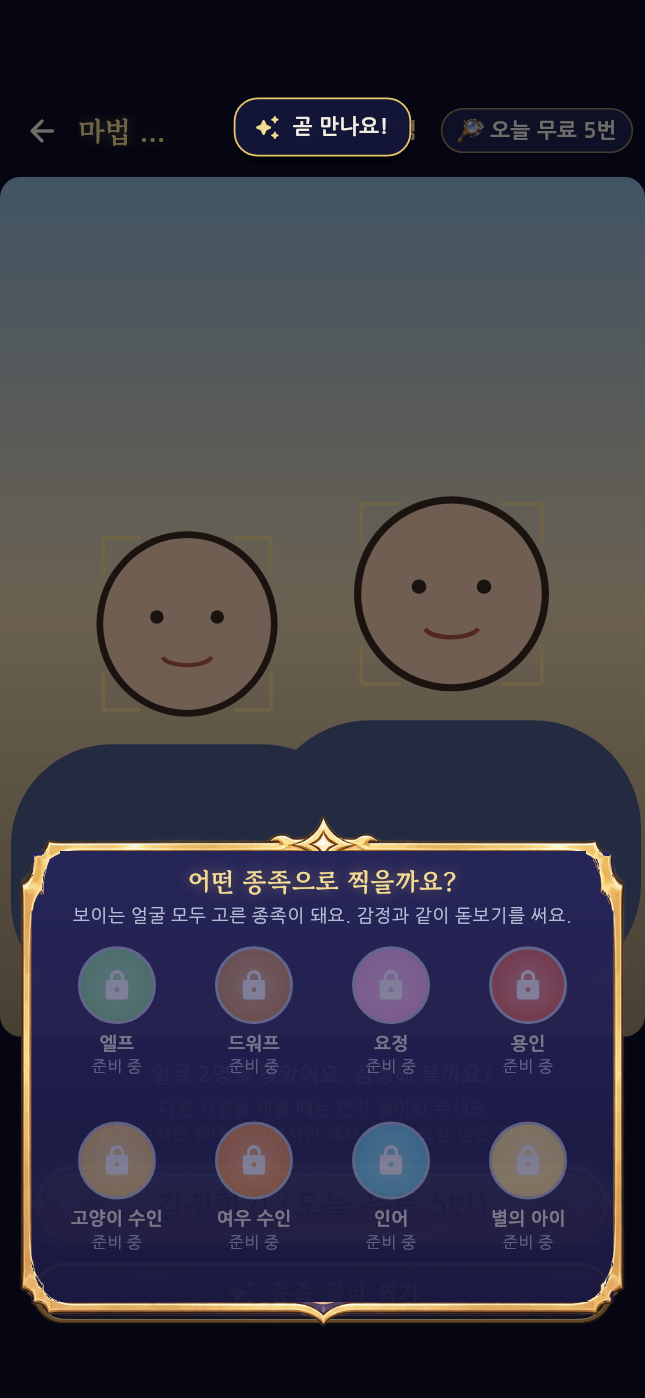 마법 ...
곧 만나요!
오늘 무료 5번
어떤 종족으로 찍을까요?
보이는 얼굴 모두 고른 종족이 돼요. 감정과 같이 돋보기를 써요.
엘프
드워프
요정
용인
준비 중
준비 중
준비 중
준비 중
고양이 수인
여우 수인
인어
별의 아이
준비 중
준비 중
준비 중
준비 중